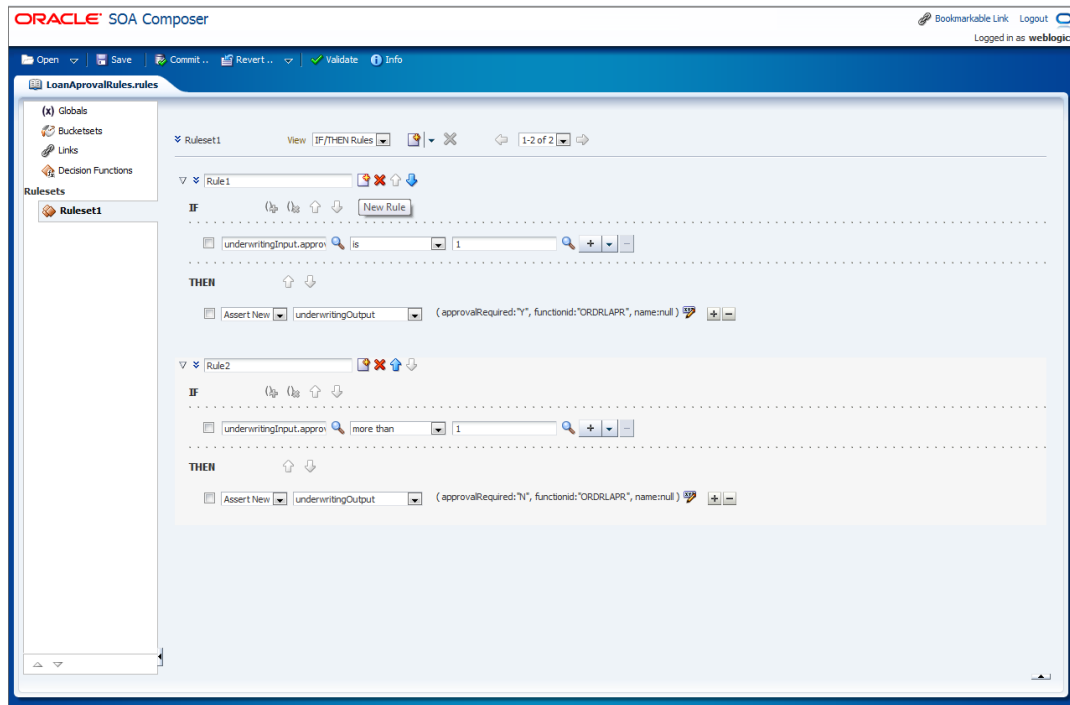 ORACLE SOA Composer
Bookmarkable Link Logout
Logged in as weblogic
Open Save Commit .. Revert .. Validate Info
LoanAprovalRules.rules
(x) Globals
Bucketsets
Links
Decision Functions
Rulesets
Ruleset1
Ruleset1 View IF/THEN Rules 1-2 of 2
Rule1
IF New Rule
underwritingInput.approv is 1
THEN
Assert New underwritingOutput ( approvalRequired:"Y", functionid:"ORDRLAPR", name:null )
Rule2
IF
underwritingInput.approv more than 1
THEN
Assert New underwritingOutput ( approvalRequired:"N", functionid:"ORDRLAPR", name:null )